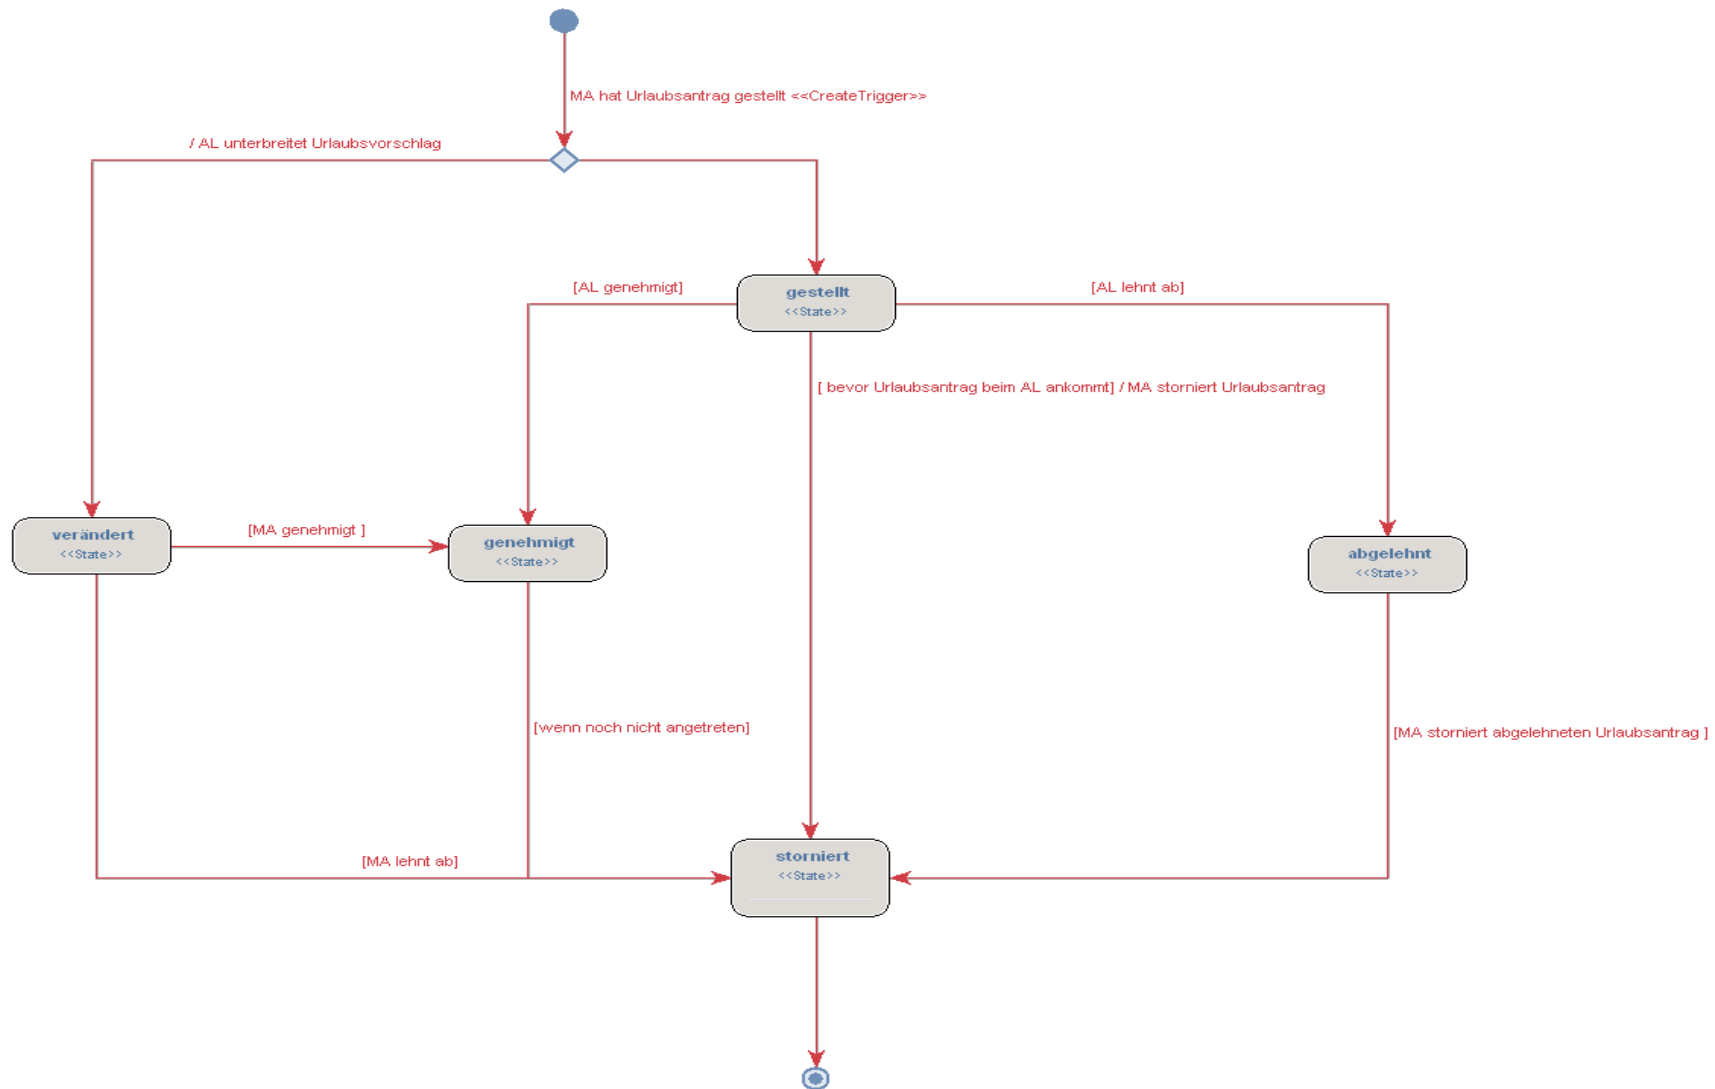 MA hat Urlaubsantrag gestellt <<CreateTrigger>>
/ AL unterbreitet Urlaubsvorschlag
[AL genehmigt]
gestellt
<<State>>
[AL lehnt ab]
[ bevor Urlaubsantrag beim AL ankommt] / MA storniert Urlaubsantrag
verändert
<<State>>
[MA genehmigt ]
genehmigt
<<State>>
abgelehnt
<<State>>
[wenn noch nicht angetreten]
[MA storniert abgelehneten Urlaubsantrag ]
[MA lehnt ab]
storniert
<<State>>